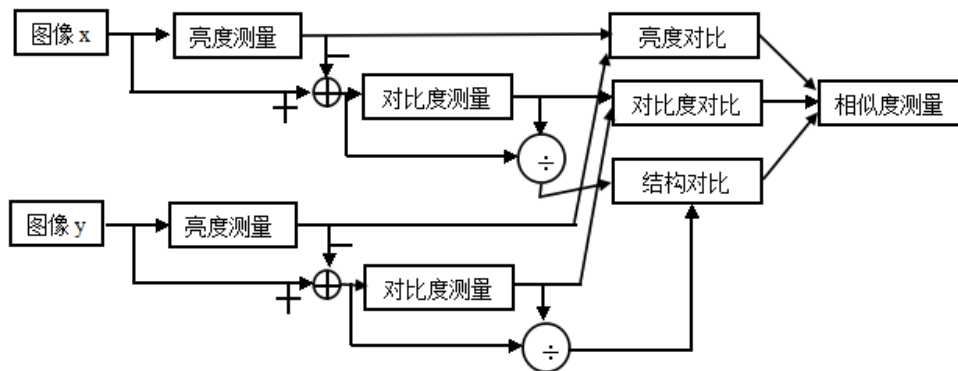 图像 x
亮度测量
亮度对比
对比度测量
对比度对比
相似度测量
÷
结构对比
图像 y
亮度测量
对比度测量
÷